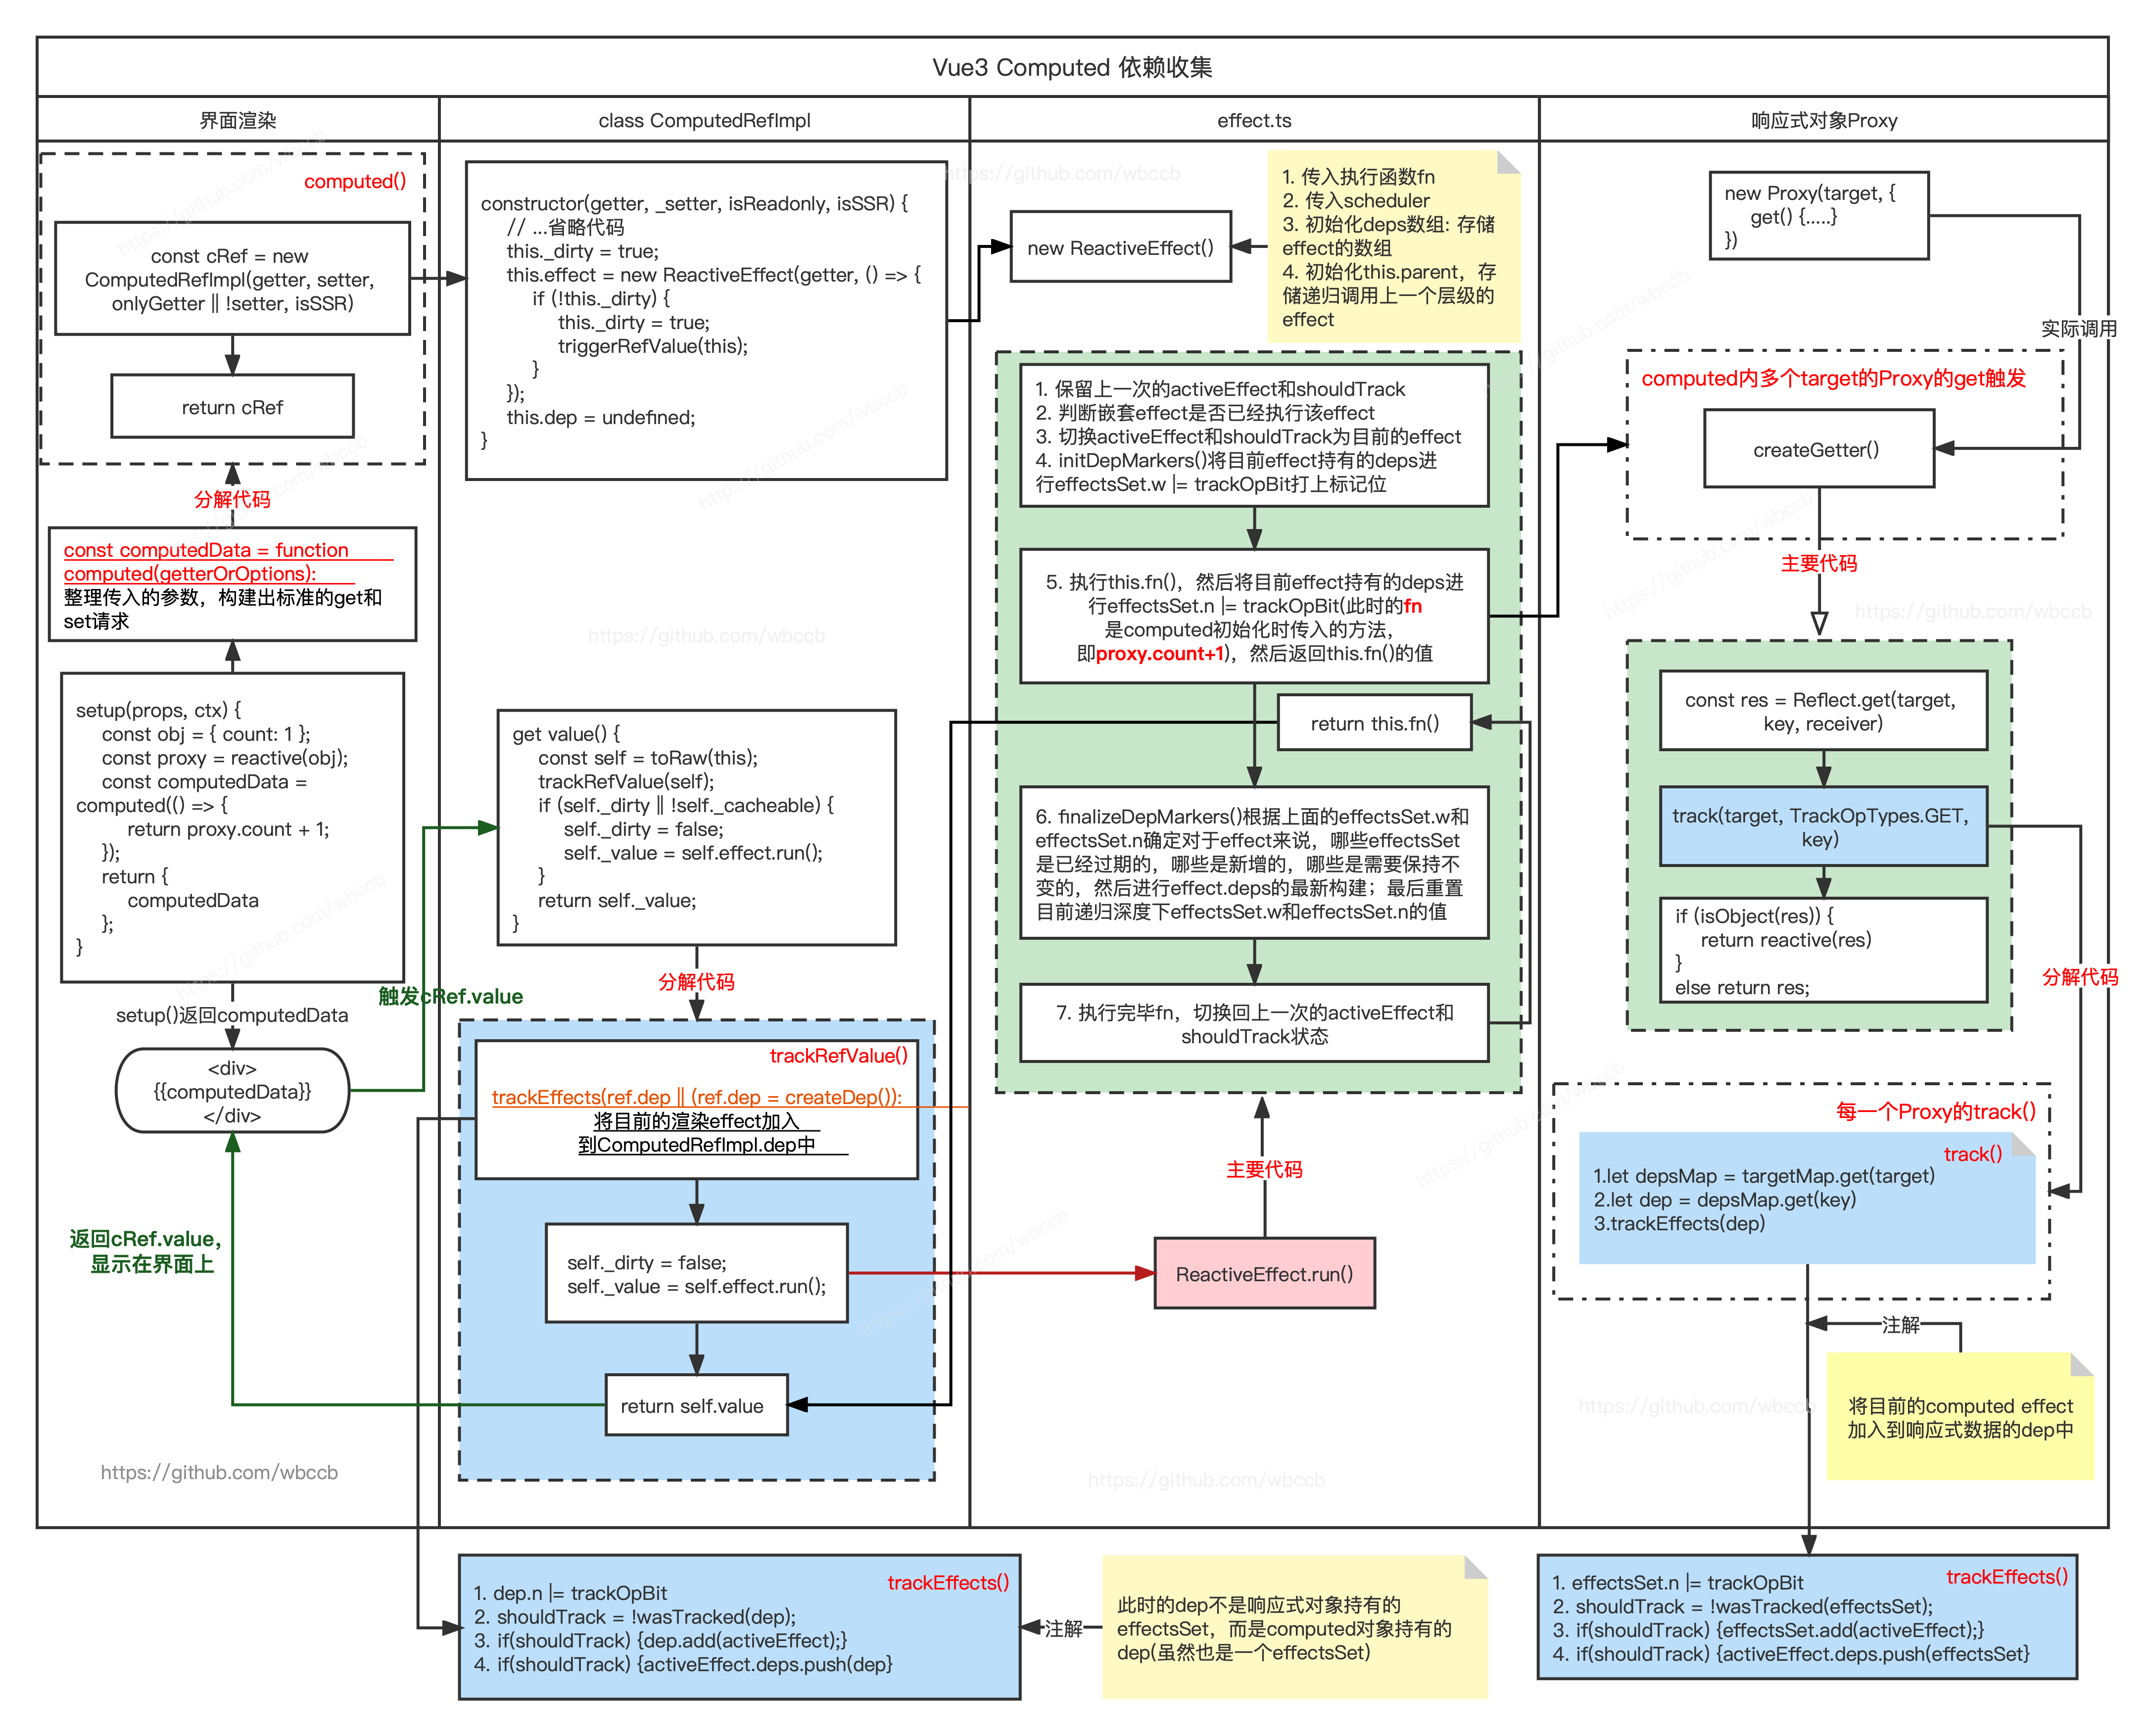 Vue3 Computed 依赖收集
界面渲染
class ComputedRefImpl
effect.ts
响应式对象Proxy
computed()
const cRef = new
ComputedRefImpl(getter, setter,
onlyGetter || !setter, isSSR)
return cRef
分解代码
const computedData = function
computed(getterOrOptions):
整理传入的参数，构建出标准的get和
set请求
setup(props, ctx) {
const obj = { count: 1 };
const proxy = reactive(obj);
const computedData =
computed(() => {
return proxy.count + 1;
});
return {
computedData
};
}
setup()返回computedData
<div>
{{computedData}}
</div>
触发cRef.value
返回cRef.value，
显示在界面上
https://github.com/wbccb
constructor(getter, _setter, isReadonly, isSSR) {
// ...省略代码
this._dirty = true;
this.effect = new ReactiveEffect(getter, () => {
if (!this._dirty) {
this._dirty = true;
triggerRefValue(this);
}
});
this.dep = undefined;
}
https://github.com/wbccb
get value() {
const self = toRaw(this);
trackRefValue(self);
if (self._dirty || !self._cacheable) {
self._dirty = false;
self._value = self.effect.run();
}
return self._value;
}
分解代码
trackRefValue()
trackEffects(ref.dep || (ref.dep = createDep()):
将目前的渲染effect加入
到ComputedRefImpl.dep中
self._dirty = false;
self._value = self.effect.run();
return self.value
https://github.com/wbccb
new ReactiveEffect()
1. 传入执行函数fn
2. 传入scheduler
3. 初始化deps数组: 存储
effect的数组
4. 初始化this.parent，存
储递归调用上一个层级的
effect
1. 保留上一次的activeEffect和shouldTrack
2. 判断嵌套effect是否已经执行该effect
3. 切换activeEffect和shouldTrack为目前的effect
4. initDepMarkers()将目前effect持有的deps进
行effectsSet.w |= trackOpBit打上标记位
5. 执行this.fn()，然后将目前effect持有的deps进
行effectsSet.n |= trackOpBit(此时的fn
是computed初始化时传入的方法，
即proxy.count+1)，然后返回this.fn()的值
return this.fn()
6. finalizeDepMarkers()根据上面的effectsSet.w和
effectsSet.n确定对于effect来说，哪些effectsSet
是已经过期的，哪些是新增的，哪些是需要保持不
变的，然后进行effect.deps的最新构建；最后重置
目前递归深度下effectsSet.w和effectsSet.n的值
7. 执行完毕fn，切换回上一次的activeEffect和
shouldTrack状态
主要代码
ReactiveEffect.run()
https://github.com/wbccb
new Proxy(target, {
get() {.....}
})
实际调用
computed内多个target的Proxy的get触发
createGetter()
主要代码
https://github.com/wbccb
const res = Reflect.get(target,
key, receiver)
track(target, TrackOpTypes.GET,
key)
if (isObject(res)) {
return reactive(res)
}
else return res;
分解代码
每一个Proxy的track()
track()
1.let depsMap = targetMap.get(target)
2.let dep = depsMap.get(key)
3.trackEffects(dep)
注解
https://github.com/wbccb
将目前的computed effect
加入到响应式数据的dep中
trackEffects()
1. dep.n |= trackOpBit
2. shouldTrack = !wasTracked(dep);
3. if(shouldTrack) {dep.add(activeEffect);}
4. if(shouldTrack) {activeEffect.deps.push(dep}
注解
此时的dep不是响应式对象持有的
effectsSet，而是computed对象持有的
dep(虽然也是一个effectsSet)
trackEffects()
1. effectsSet.n |= trackOpBit
2. shouldTrack = !wasTracked(effectsSet);
3. if(shouldTrack) {effectsSet.add(activeEffect);}
4. if(shouldTrack) {activeEffect.deps.push(effectsSet}